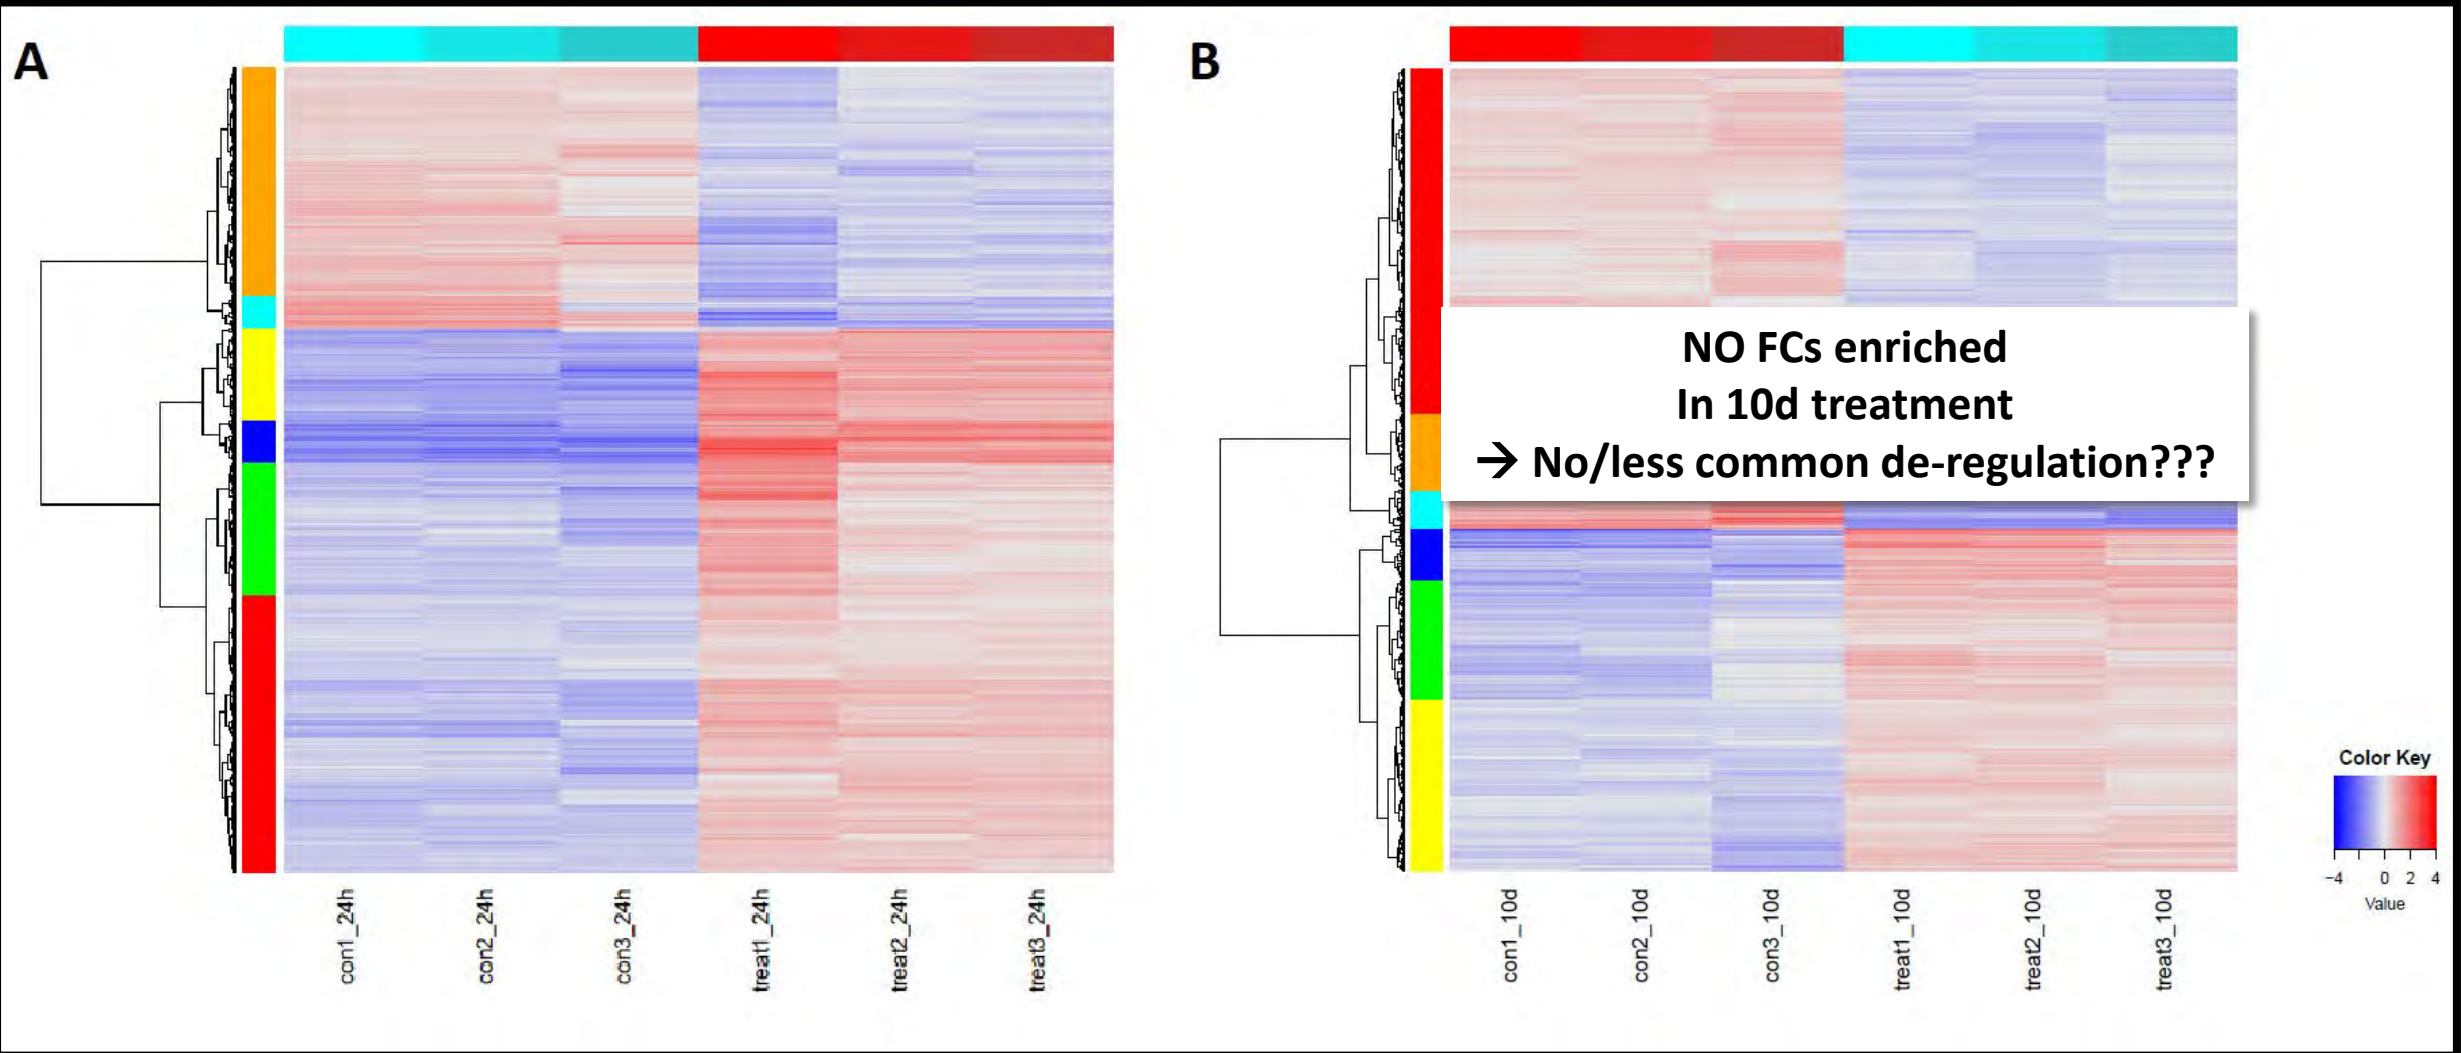 A
B
NO FCs enriched
In 10d treatment
→ No/less common de-regulation???
con1_24h
con2_24h
con3_24h
treat1_24h
treat2_24h
treat3_24h
con1_10d
con2_10d
con3_10d
treat1_10d
treat2_10d
treat3_10d
Color Key
−4 0 2 4
Value